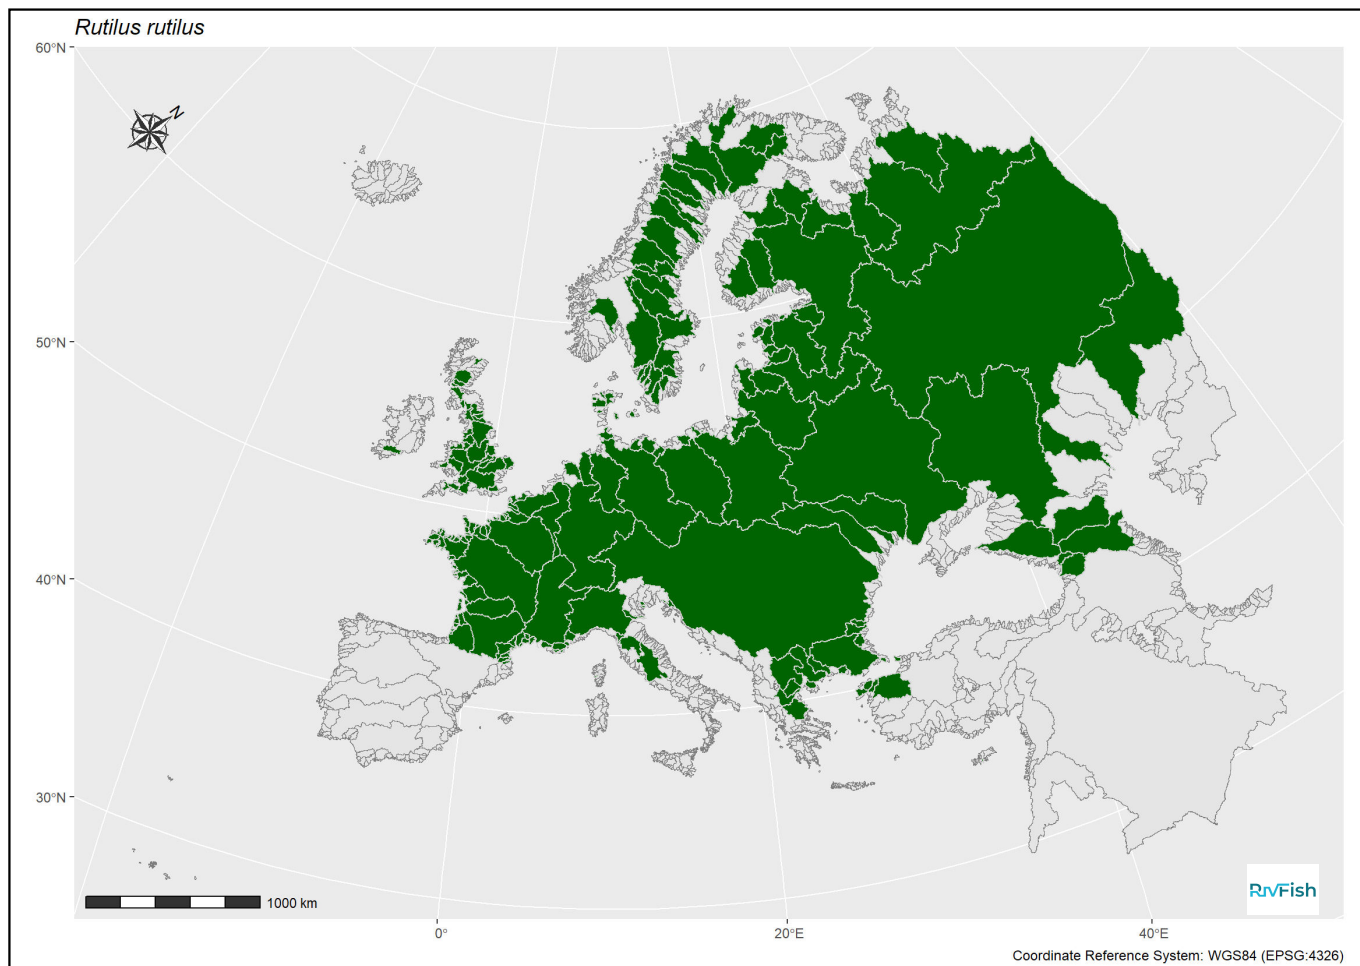 Rutilus rutilus
60°N
N
50°N
40°N
30°N
1000 km
RivFish
0°
20°E
40°E
Coordinate Reference System: WGS84 (EPSG:4326)